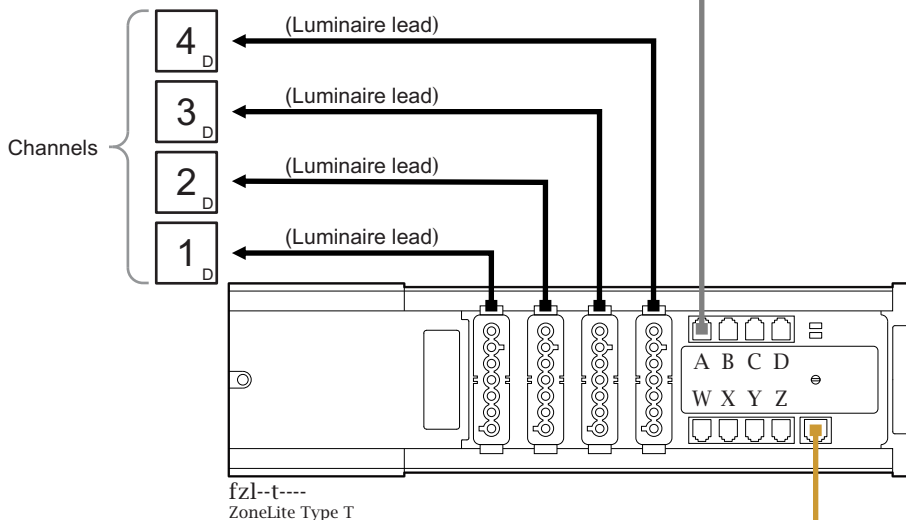 4 D
(Luminaire lead)
3 D
(Luminaire lead)
Channels
2 D
(Luminaire lead)
1 D
(Luminaire lead)
A B C D
W X Y Z
fzl--t----
ZoneLite Type T